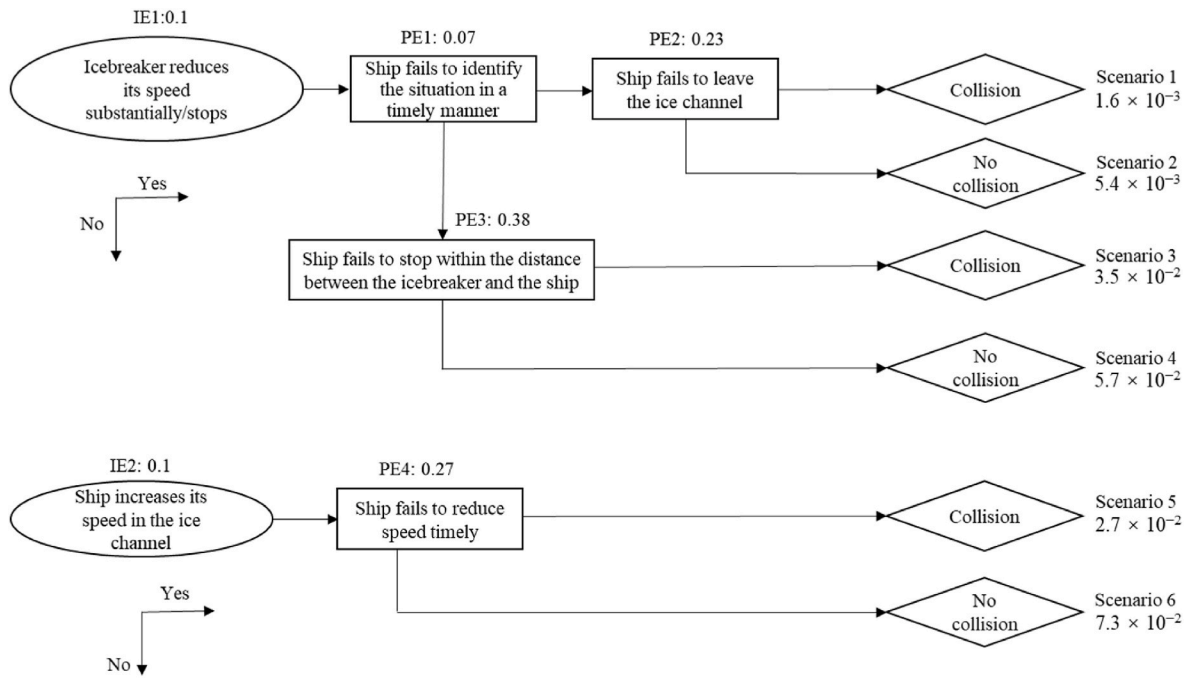 IE1:0.1
Icebreaker reduces
its speed
substantially/stops
PE1: 0.07
Ship fails to identify
the situation in a
timely manner
PE2: 0.23
Ship fails to leave
the ice channel
Collision
Scenario 1
1.6 × 10⁻³
No
collision
Scenario 2
5.4 × 10⁻³
Yes
No
PE3: 0.38
Ship fails to stop within the distance
between the icebreaker and the ship
Collision
Scenario 3
3.5 × 10⁻²
No
collision
Scenario 4
5.7 × 10⁻²
IE2: 0.1
Ship increases its
speed in the ice
channel
PE4: 0.27
Ship fails to reduce
speed timely
Collision
Scenario 5
2.7 × 10⁻²
No
collision
Scenario 6
7.3 × 10⁻²
Yes
No